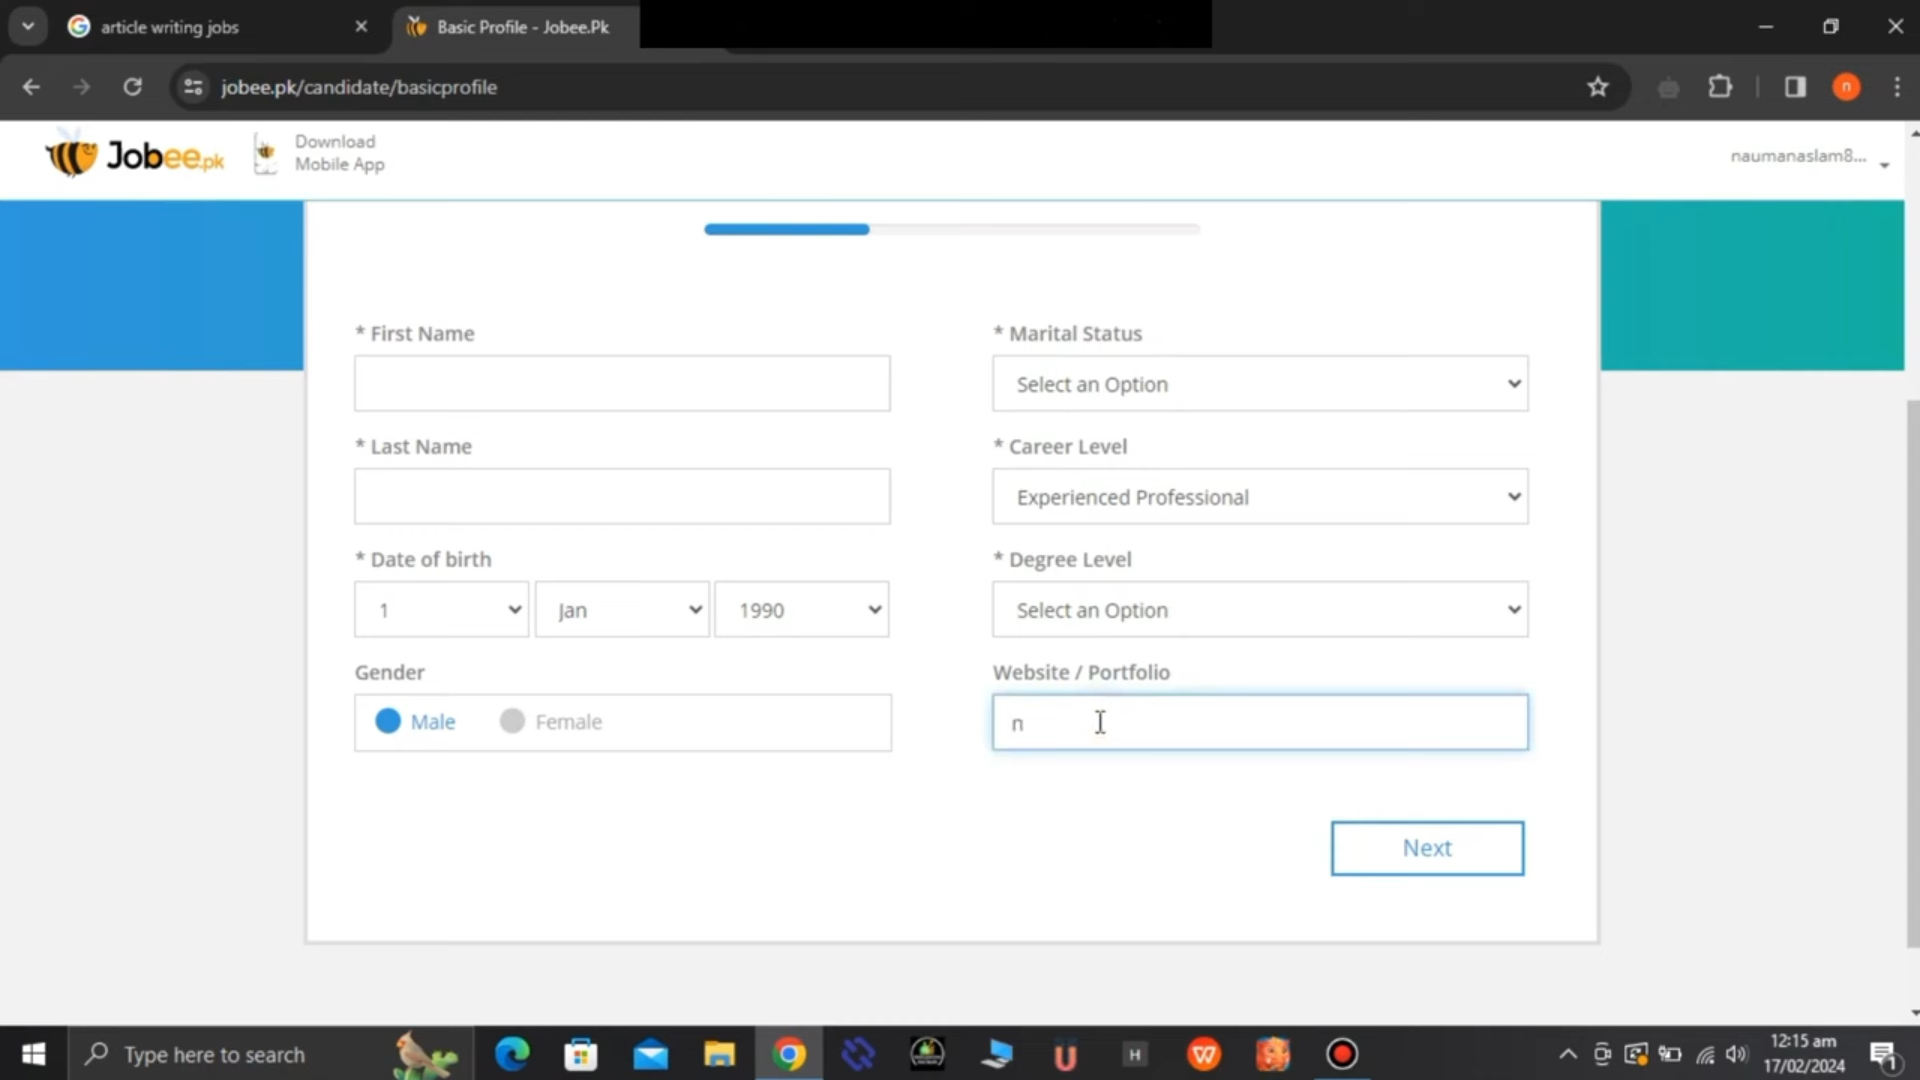 article writing jobs
Basic Profile - Jobee.Pk
jobee.pk/candidate/basicprofile
n
Jobee.pk
Download
Mobile App
naumanaslam8...
* First Name
* Marital Status
Select an Option
* Last Name
* Career Level
Experienced Professional
* Date of birth
* Degree Level
1
Jan
1990
Select an Option
Gender
Website / Portfolio
Male
Female
n
Next
Type here to search
H
12:15 am
17/02/2024
1